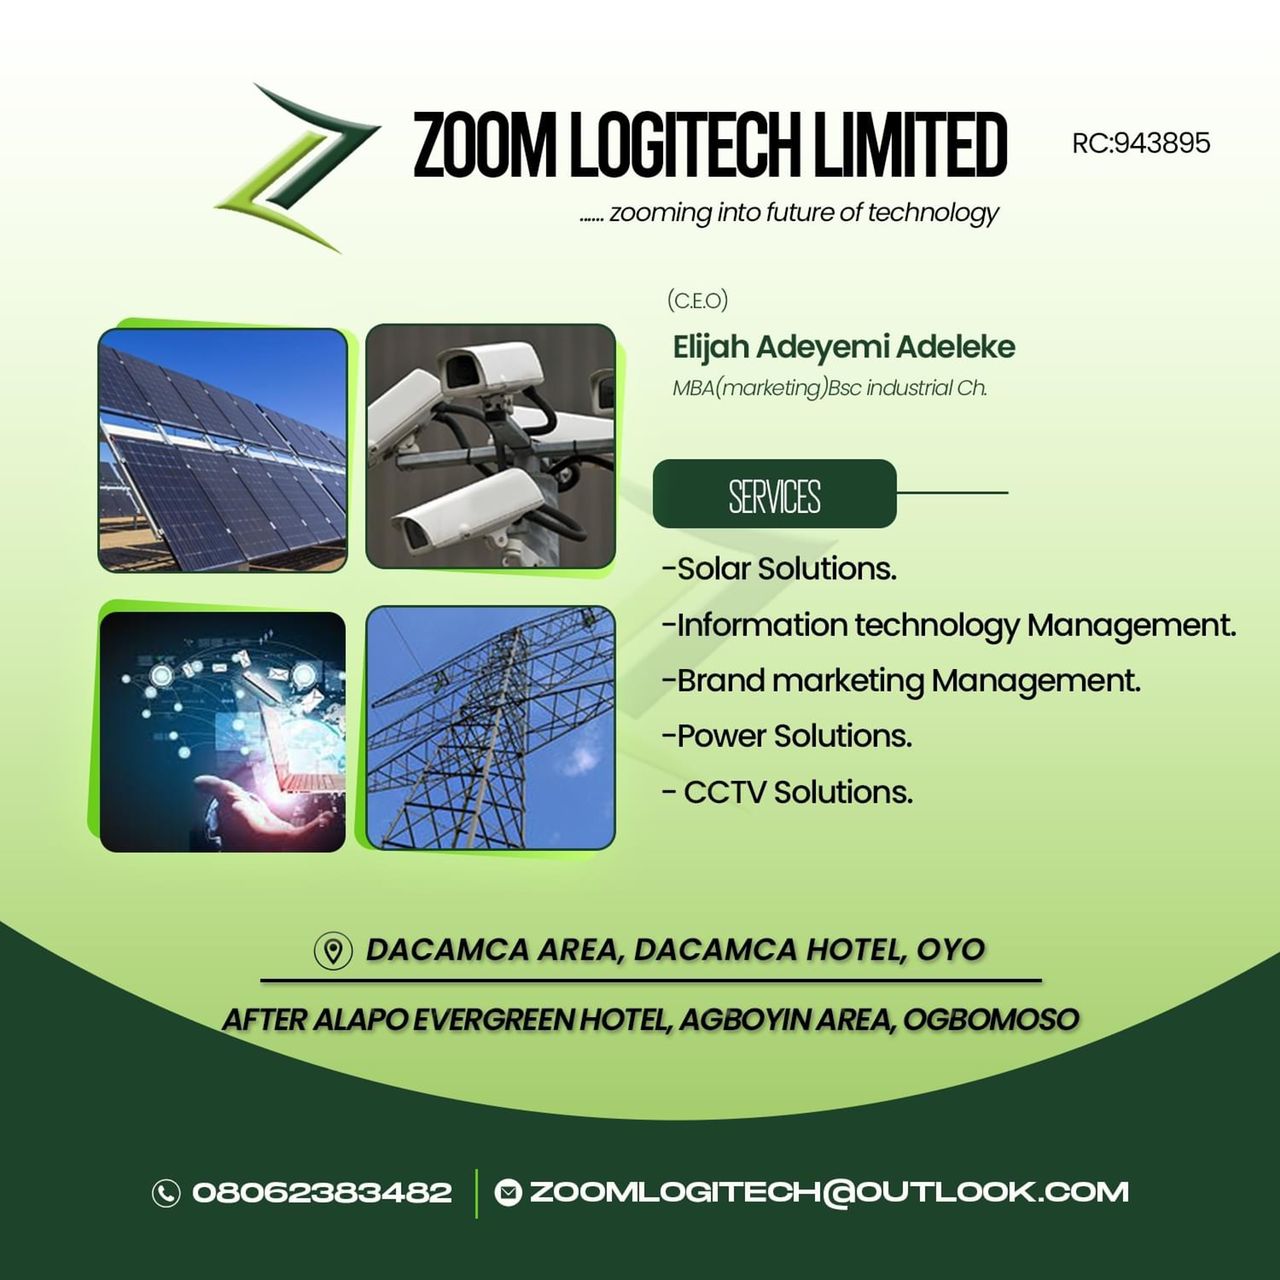 ZOOM LOGITECH LIMITED
RC:943895
...... zooming into future of technology
(C.E.O)
Elijah Adeyemi Adeleke
MBA(marketing)Bsc industrial Ch.
SERVICES
-Solar Solutions.
-Information technology Management.
-Brand marketing Management.
-Power Solutions.
- CCTV Solutions.
DACAMCA AREA, DACAMCA HOTEL, OYO
AFTER ALAPO EVERGREEN HOTEL, AGBOYIN AREA, OGBOMOSO
08062383482
ZOOMLOGITECH@OUTLOOK.COM